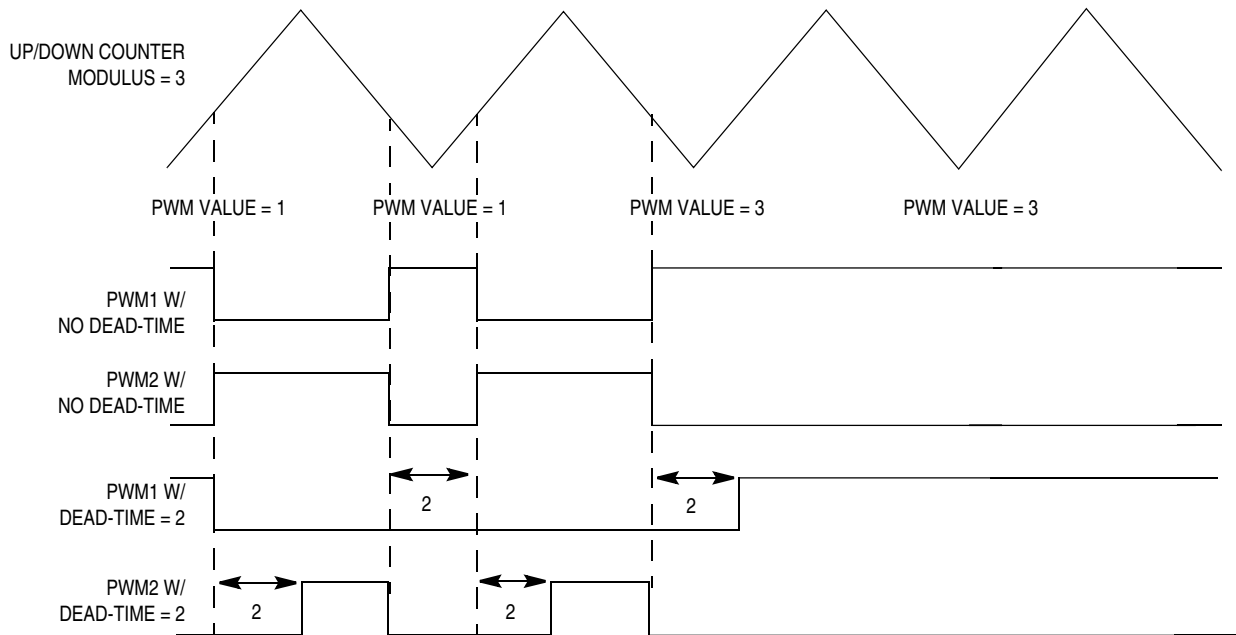 UP/DOWN COUNTER
MODULUS = 3
PWM VALUE = 1
PWM VALUE = 1
PWM VALUE = 3
PWM VALUE = 3
PWM1 W/
NO DEAD-TIME
PWM2 W/
NO DEAD-TIME
PWM1 W/
DEAD-TIME = 2
2
2
PWM2 W/
DEAD-TIME = 2
2
2